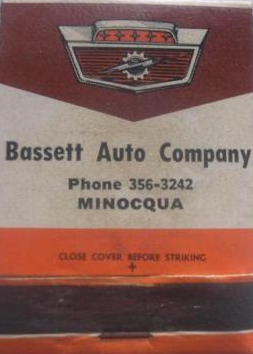 Bassett Auto Company
Phone 356-3242
MINOCQUA
CLOSE COVER BEFORE STRIKING